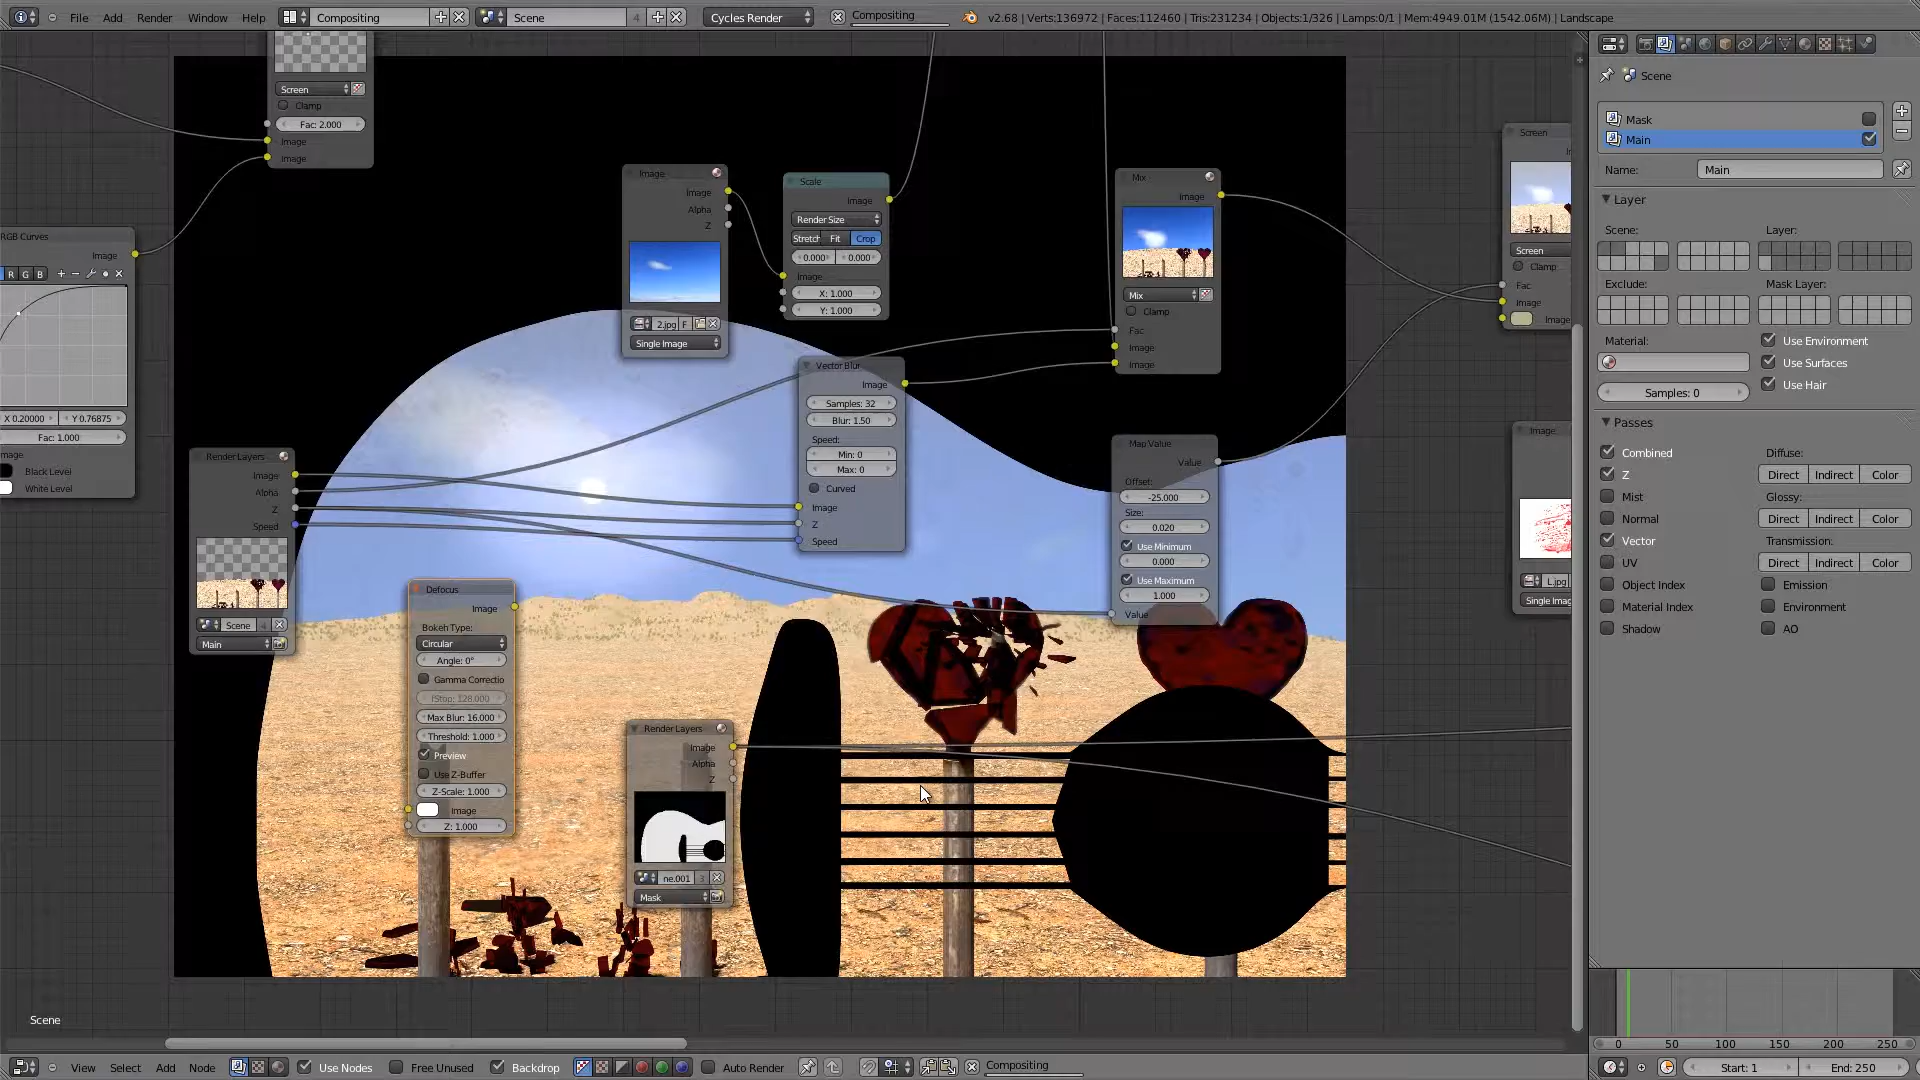 File Add Render Window Help Compositing Scene 4 Cycles Render Compositing v2.68 | Verts:136972 | Faces:112460 | Tris:231234 | Objects:1/326 | Lamps:0/1 | Mem:4949.01M (1542.06M) | Landscape
Screen
Clamp
Fac: 2.000
Image
Image
RGB Curves
Image
R G B
X 0.20000 Y 0.76875
Fac: 1.000
mage
Black Level
White Level
Image
Image
Alpha
Z
2.jpg F
Single Image
Scale
Image
Render Size
Stretch Fit Crop
0.000 0.000
Image
X: 1.000
Y: 1.000
Mix
Image
Mix
Clamp
Fac
Image
Image
Screen
Screen
Clamp
Fac
Image
Image
Vector Blur
Image
Samples: 32
Blur: 1.50
Speed:
Min: 0
Max: 0
Curved
Image
Z
Speed
Render Layers
Image
Alpha
Z
Speed
Scene 4
Main
Map Value
Value
Offset:
-25.000
Size:
0.020
Use Minimum
0.000
Use Maximum
1.000
Value
Image
L.jpg
Single Imag
Defocus
Image
Bokeh Type:
Circular
Angle: 0°
Gamma Correctio
fStop: 128.000
Max Blur: 16.000
Threshold: 1.000
Preview
Use Z-Buffer
Z-Scale: 1.000
Image
Z: 1.000
Render Layers
Image
Alpha
Z
ne.001 3
Mask
Scene
View Select Add Node Use Nodes Free Unused Backdrop Auto Render Compositing
Scene
Mask
Main
Name: Main
Layer
Scene: Layer:
Exclude: Mask Layer:
Material: Use Environment
Use Surfaces
Samples: 0 Use Hair
Passes
Combined Diffuse:
Z Direct Indirect Color
Mist Glossy:
Normal Direct Indirect Color
Vector Transmission:
UV Direct Indirect Color
Object Index Emission
Material Index Environment
Shadow AO
0 50 100 150 200 250
Start: 1 End: 250